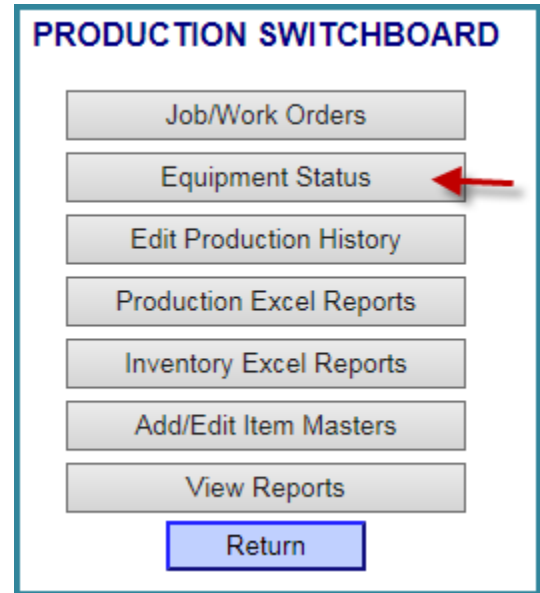 PRODUCTION SWITCHBOARD
Job/Work Orders
Equipment Status
Edit Production History
Production Excel Reports
Inventory Excel Reports
Add/Edit Item Masters
View Reports
Return